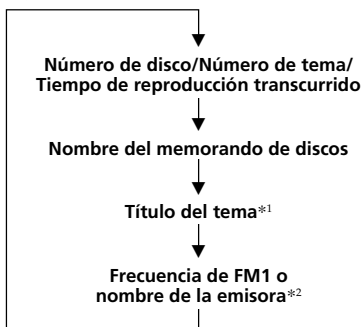 Número de disco/Número de tema/
Tiempo de reproducción transcurrido
Nombre del memorando de discos
Título del tema*1
Frecuencia de FM1 o
nombre de la emisora*2